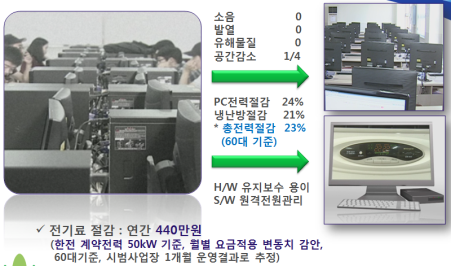 소음 0
발열 0
유해물질 0
공간감소 1/4
PC전력절감 24%
냉난방절감 21%
* 총전력절감 23%
(60대 기준)
H/W 유지보수 용이
S/W 원격전원관리
✓ 전기료 절감 : 연간 440만원
(한전 계약전력 50kW 기준, 월별 요금적용 변동치 감안,
60대기준, 시범사업장 1개월 운영결과로 추정)